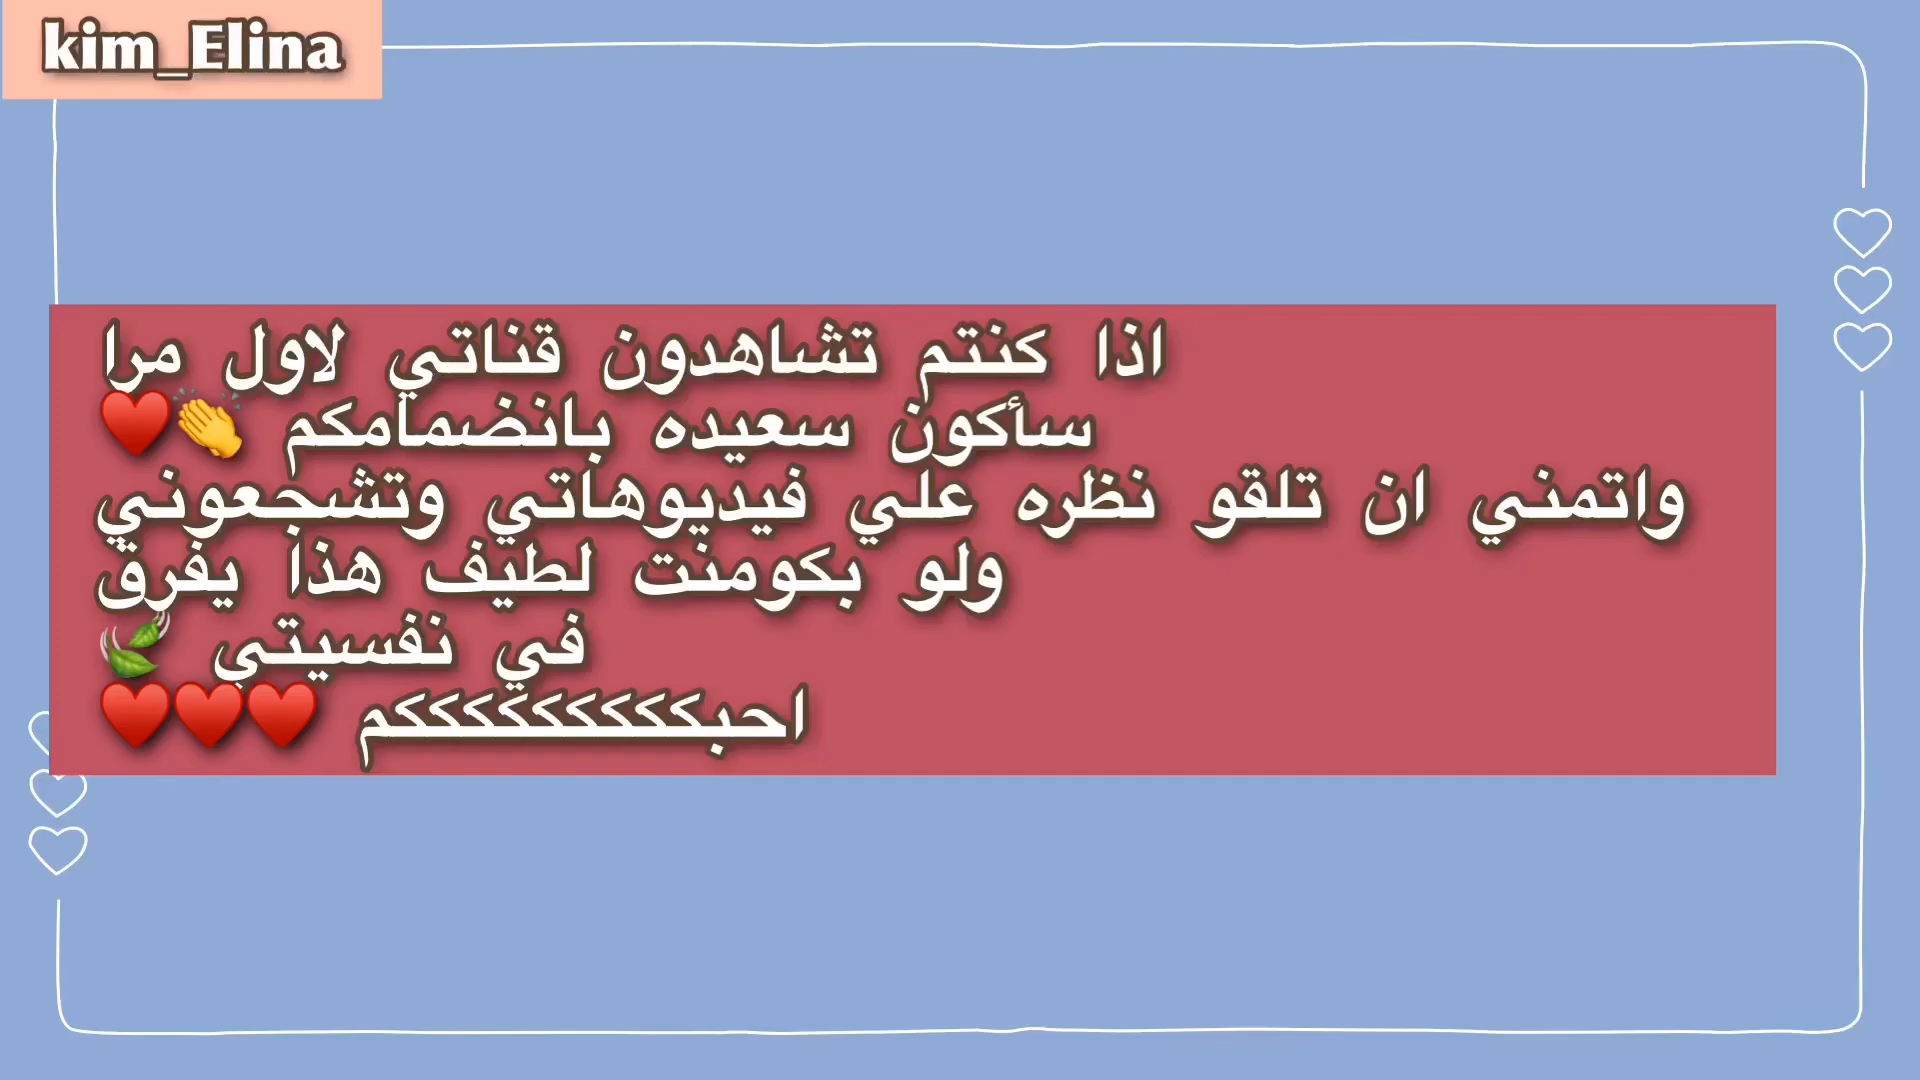 kim_Elina
اذا كنتم تشاهدون قناتي لاول مرا
سأكون سعيده بانضمامكم 👏♥️
واتمني ان تلقو نظره علي فيديوهاتي وتشجعوني
ولو بكومنت لطيف هذا يفرق
في نفسيتي 🍃
احبكككككككككم ♥️♥️♥️